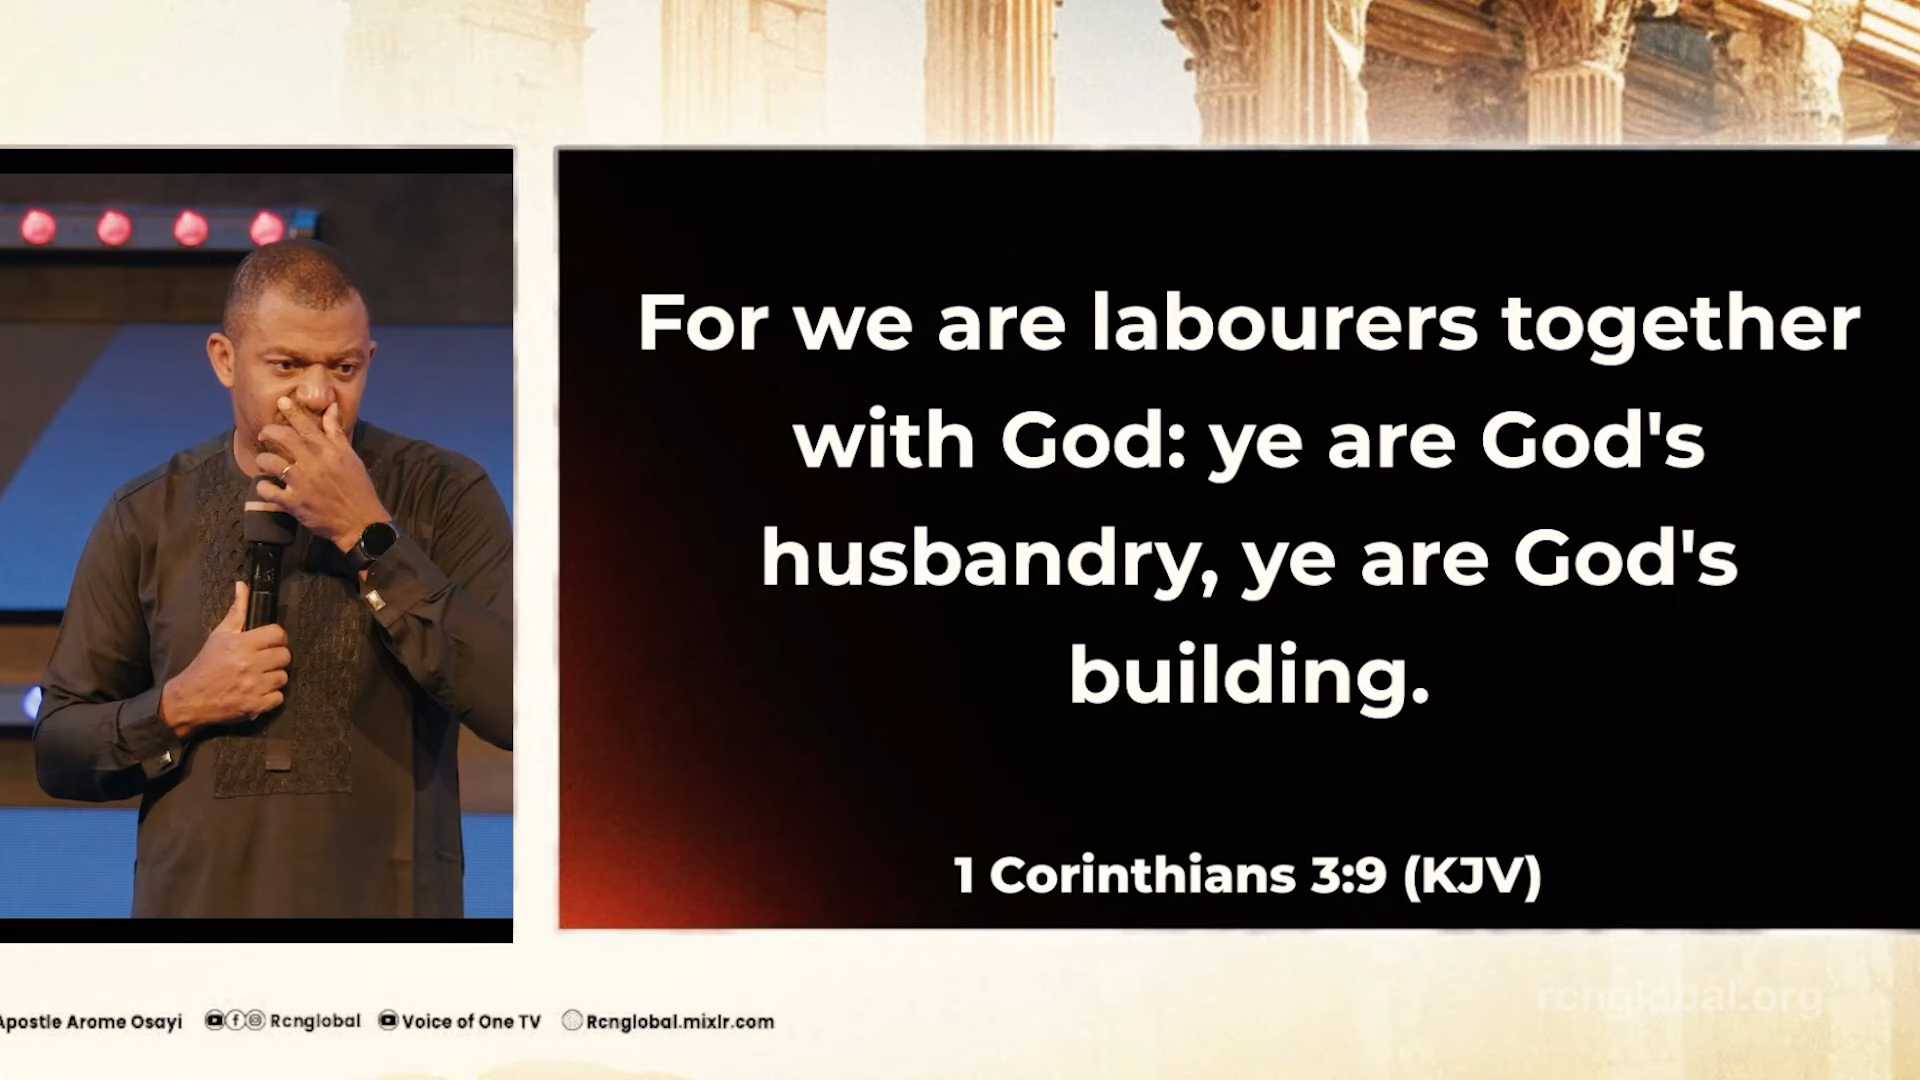 For we are labourers together
with God: ye are God's
husbandry, ye are God's
building.
1 Corinthians 3:9 (KJV)
rcnglobal.org
Apostle Arome Osayi Rcnglobal Voice of One TV Rcnglobal.mixlr.com